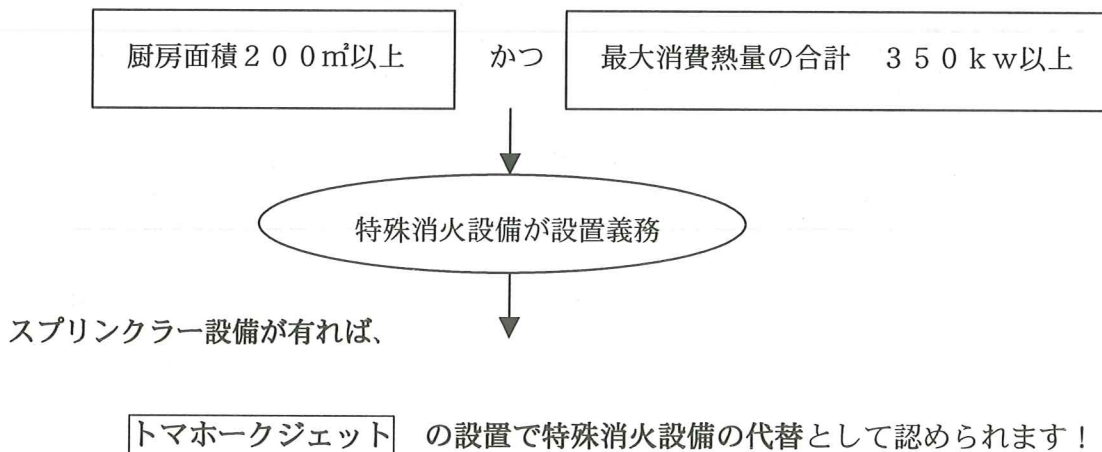 厨房面積２００㎡以上　かつ　最大消費熱量の合計　３５０ｋｗ以上
特殊消火設備が設置義務
スプリンクラー設備が有れば、
トマホークジェット　の設置で特殊消火設備の代替として認められます！